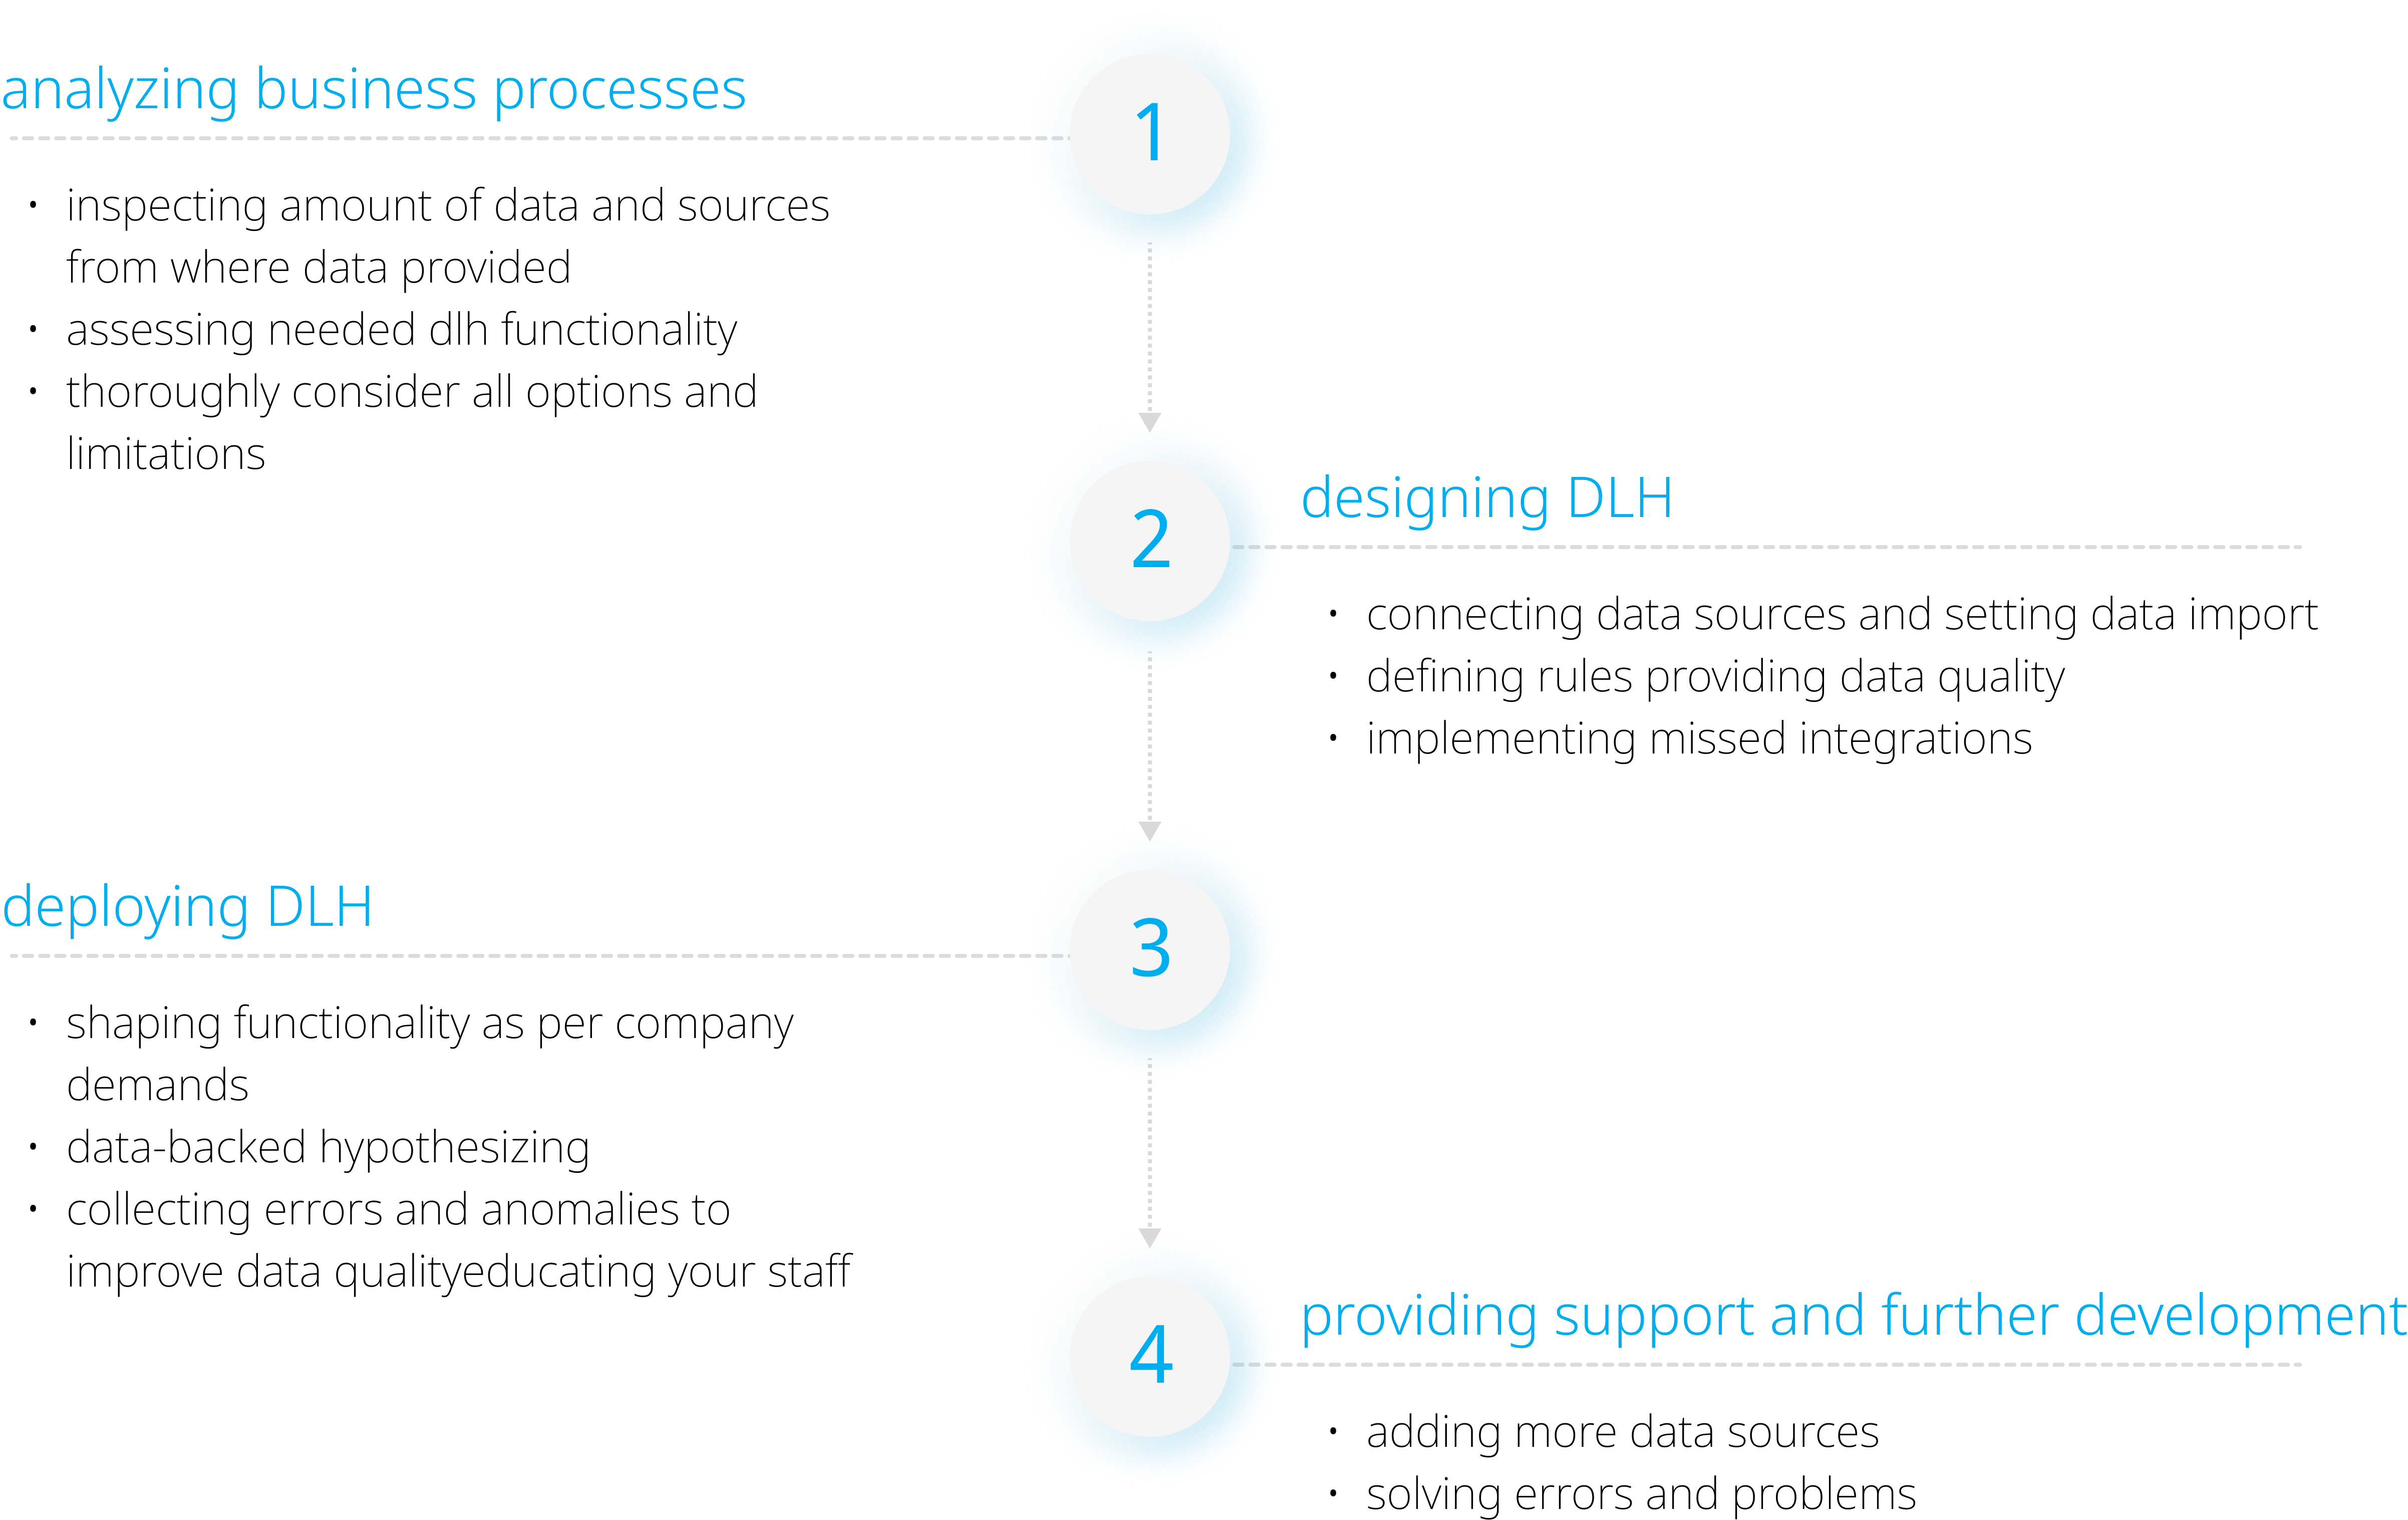 analyzing business processes
1
• inspecting amount of data and sources
from where data provided
• assessing needed dlh functionality
• thoroughly consider all options and
limitations
2
designing DLH
• connecting data sources and setting data import
• defining rules providing data quality
• implementing missed integrations
deploying DLH
3
• shaping functionality as per company
demands
• data-backed hypothesizing
• collecting errors and anomalies to
improve data qualityeducating your staff
4
providing support and further development
• adding more data sources
• solving errors and problems